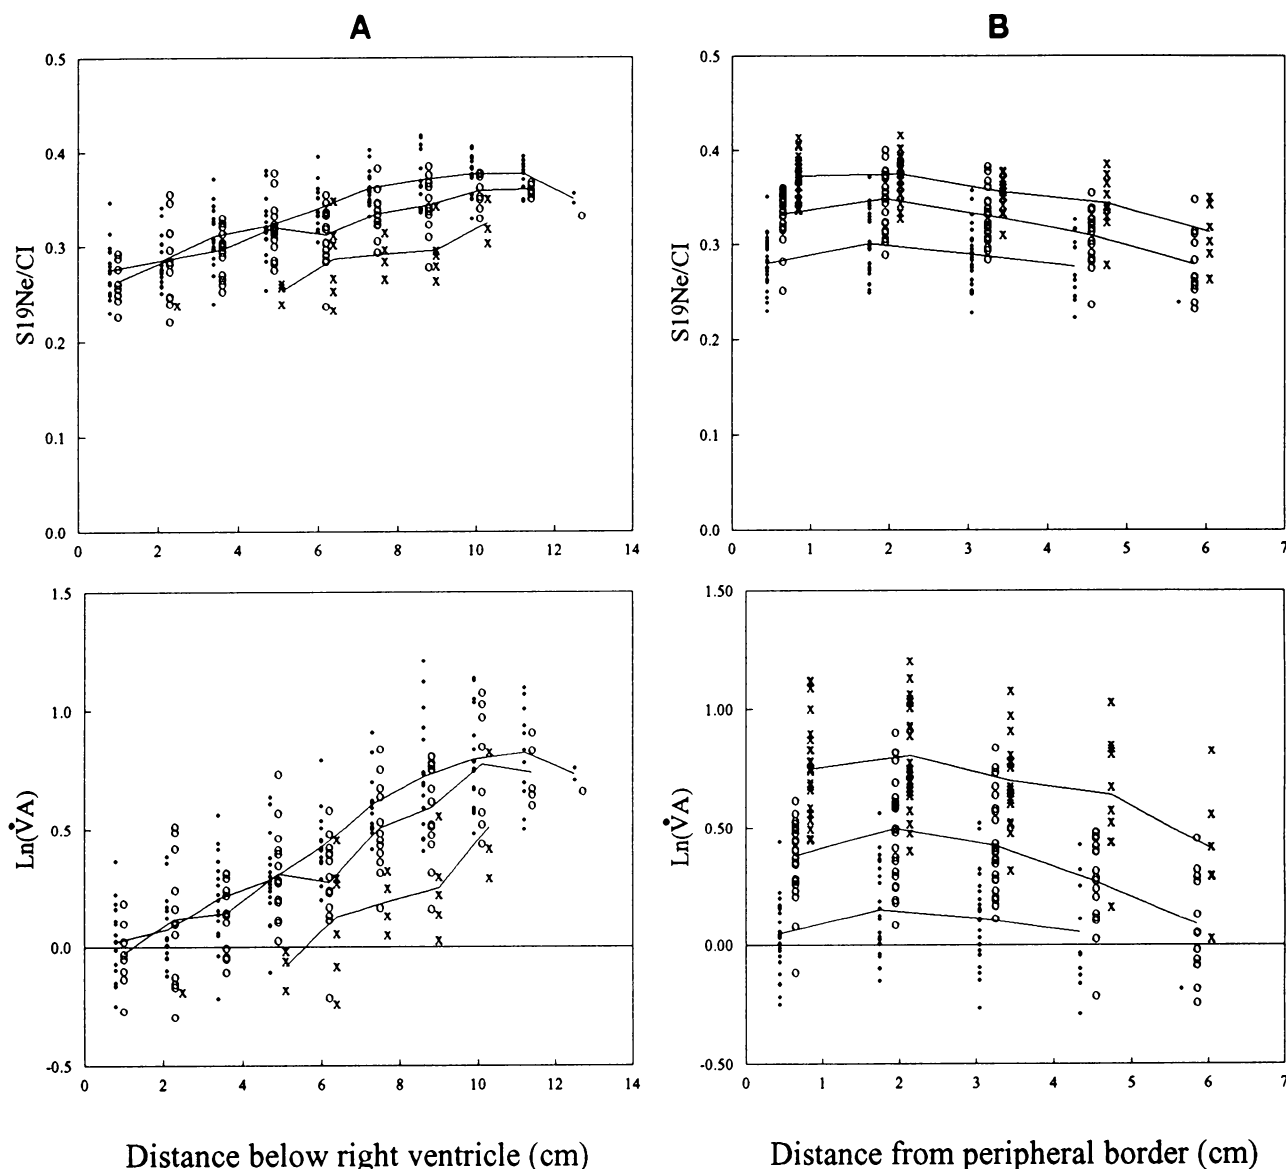 A
B
0.5
0.4
0.3
0.2
0.1
0.0
S19Ne/CI
0 2 4 6 8 10 12 14
0.5
0.4
0.3
0.2
0.1
0.0
S19Ne/CI
0 1 2 3 4 5 6 7
1.5
1.0
0.5
0.0
-0.5
Ln(V̇A)
0 2 4 6 8 10 12 14
Distance below right ventricle (cm)
1.50
1.00
0.50
0.00
-0.50
Ln(V̇A)
0 1 2 3 4 5 6 7
Distance from peripheral border (cm)